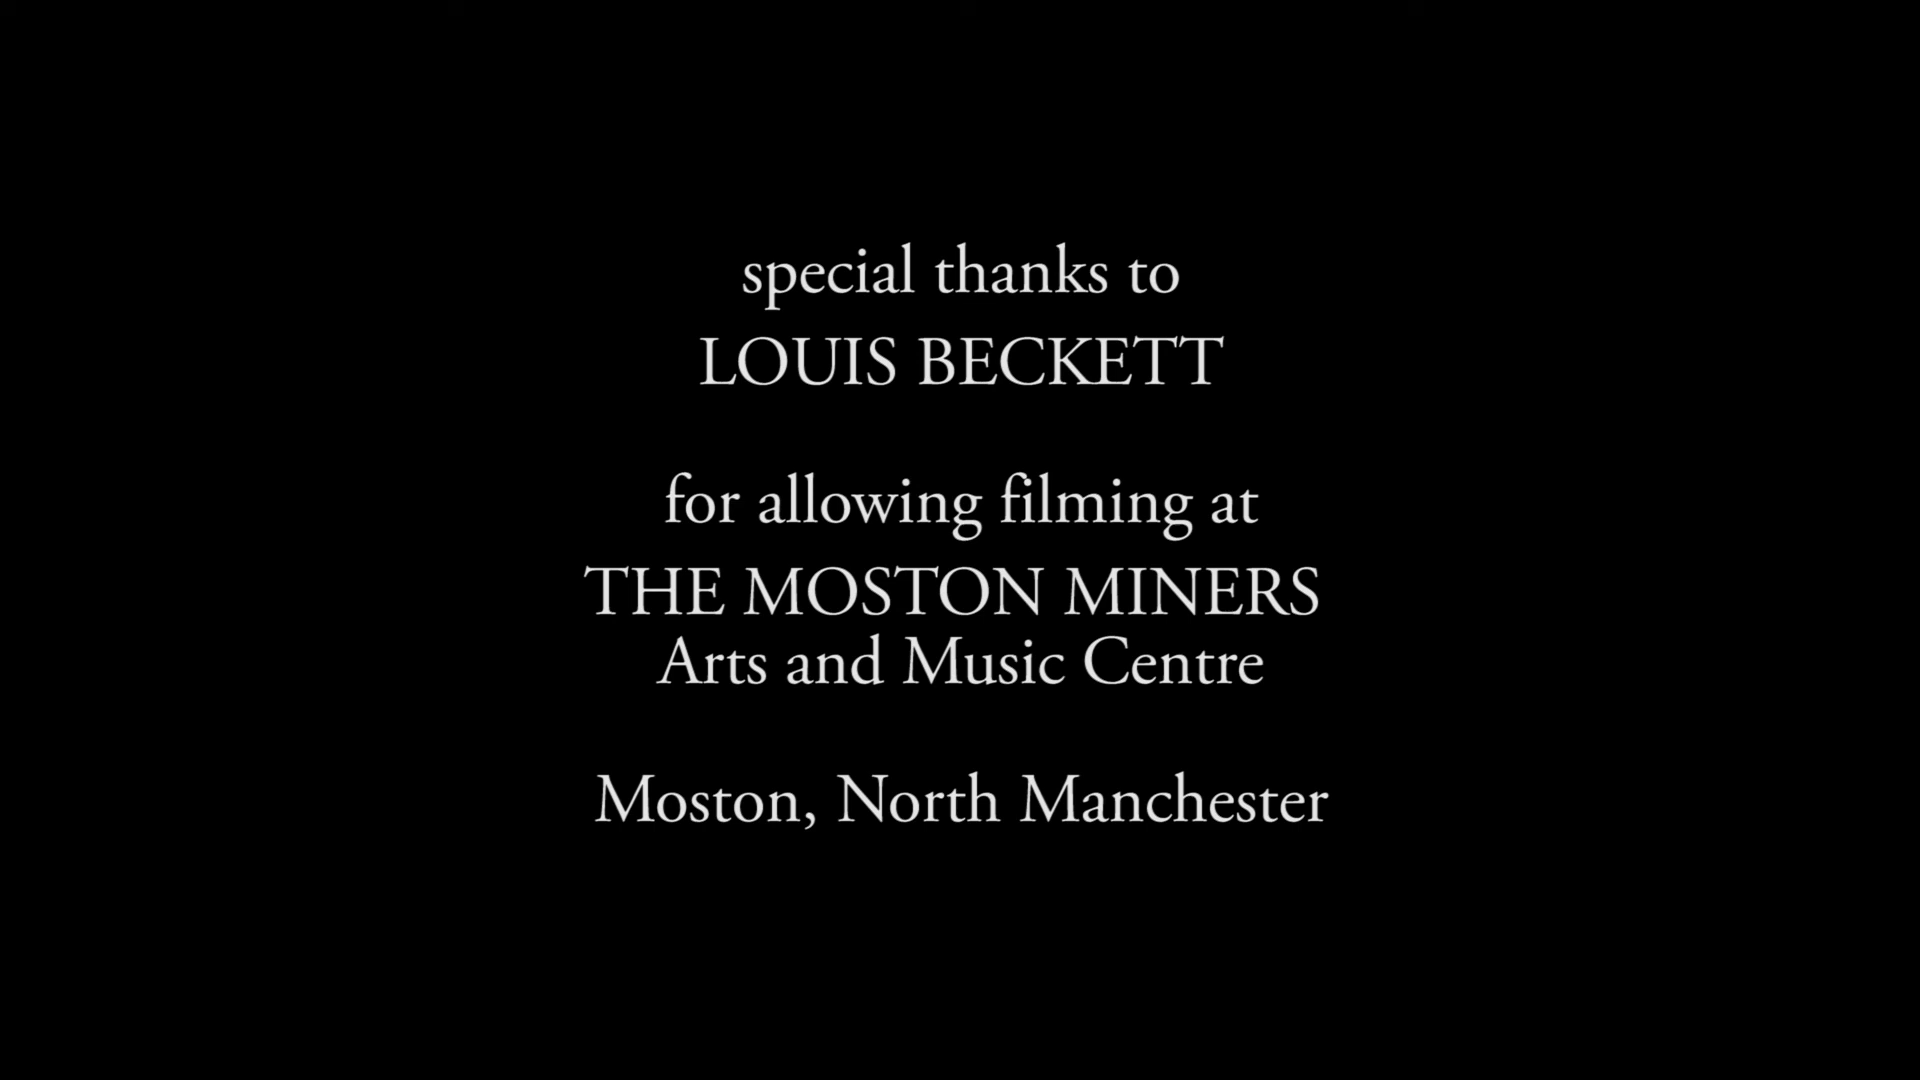 special thanks to
LOUIS BECKETT
for allowing filming at
THE MOSTON MINERS
Arts and Music Centre
Moston, North Manchester